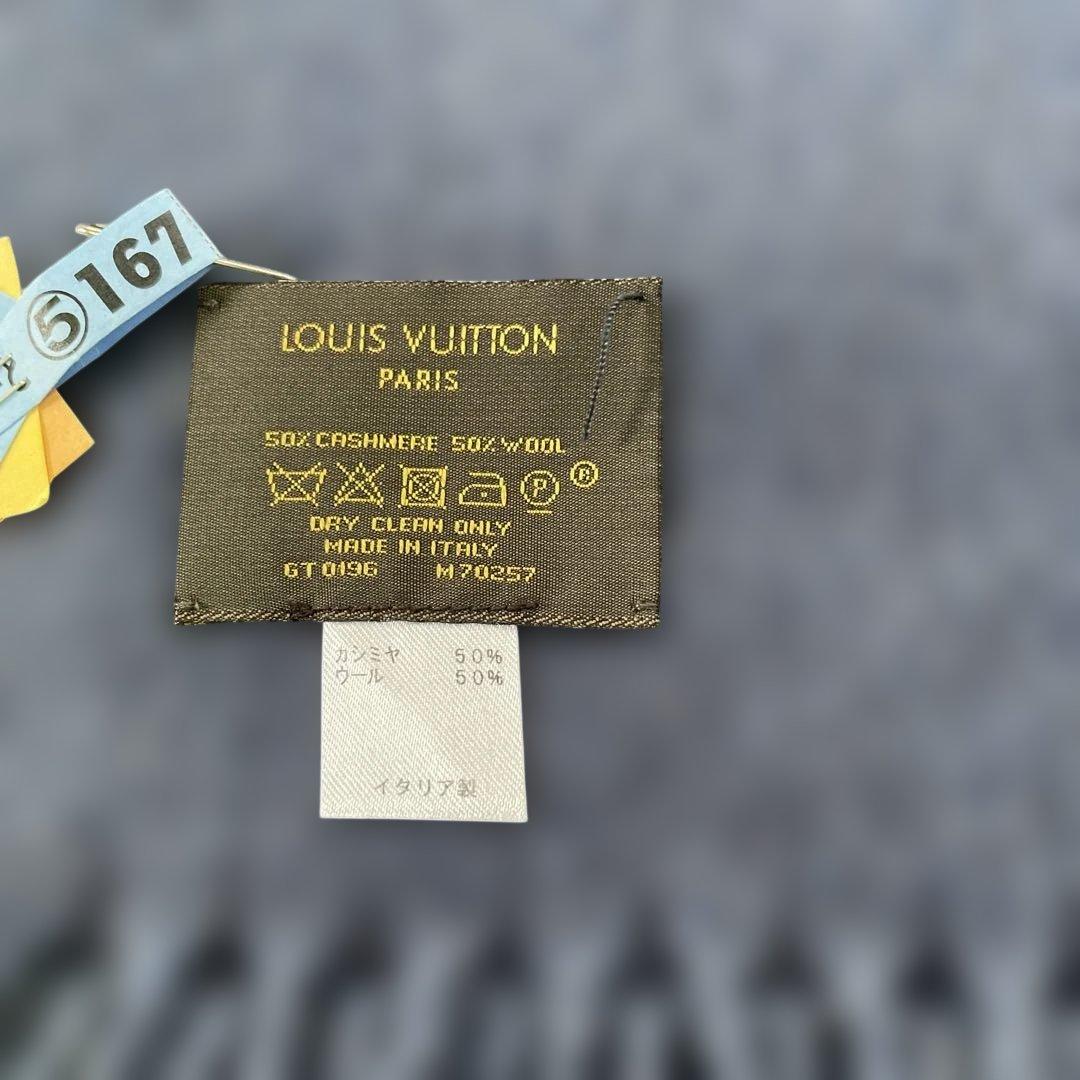 ⑤167
LOUIS VUITTON
PARIS
50% CASHMERE 50% WOOL
P
®
DRY CLEAN ONLY
MADE IN ITALY
GT0196 M70257
カシミヤ 50%
ウール 50%
イタリア製